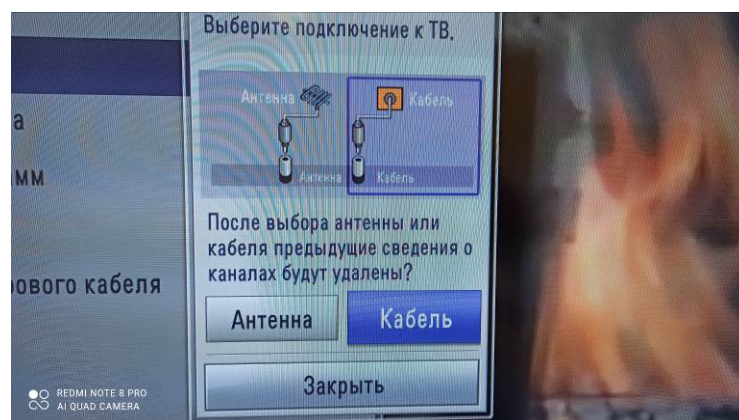 Выберите подключение к ТВ.
Антенна
Кабель
Антенна
Кабель
а
мм
рового кабеля
После выбора антенны или
кабеля предыдущие сведения о
каналах будут удалены?
Антенна
Кабель
Закрыть
REDMI NOTE 8 PRO
AI QUAD CAMERA